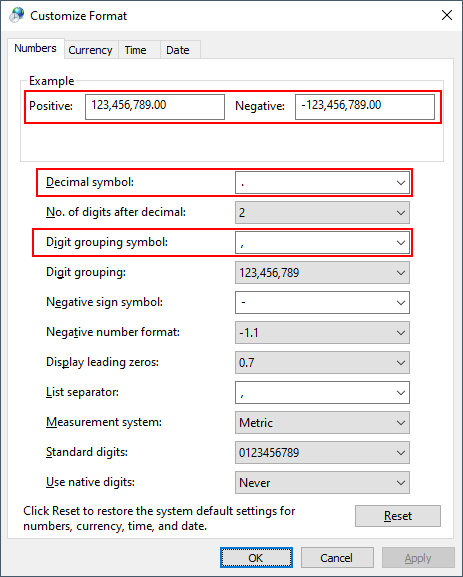 Customize Format
Numbers Currency Time Date
Example
Positive: 123,456,789.00 Negative: -123,456,789.00
Decimal symbol: .
No. of digits after decimal: 2
Digit grouping symbol: ,
Digit grouping: 123,456,789
Negative sign symbol: -
Negative number format: -1.1
Display leading zeros: 0.7
List separator: ,
Measurement system: Metric
Standard digits: 0123456789
Use native digits: Never
Click Reset to restore the system default settings for
numbers, currency, time, and date.
Reset
OK Cancel Apply